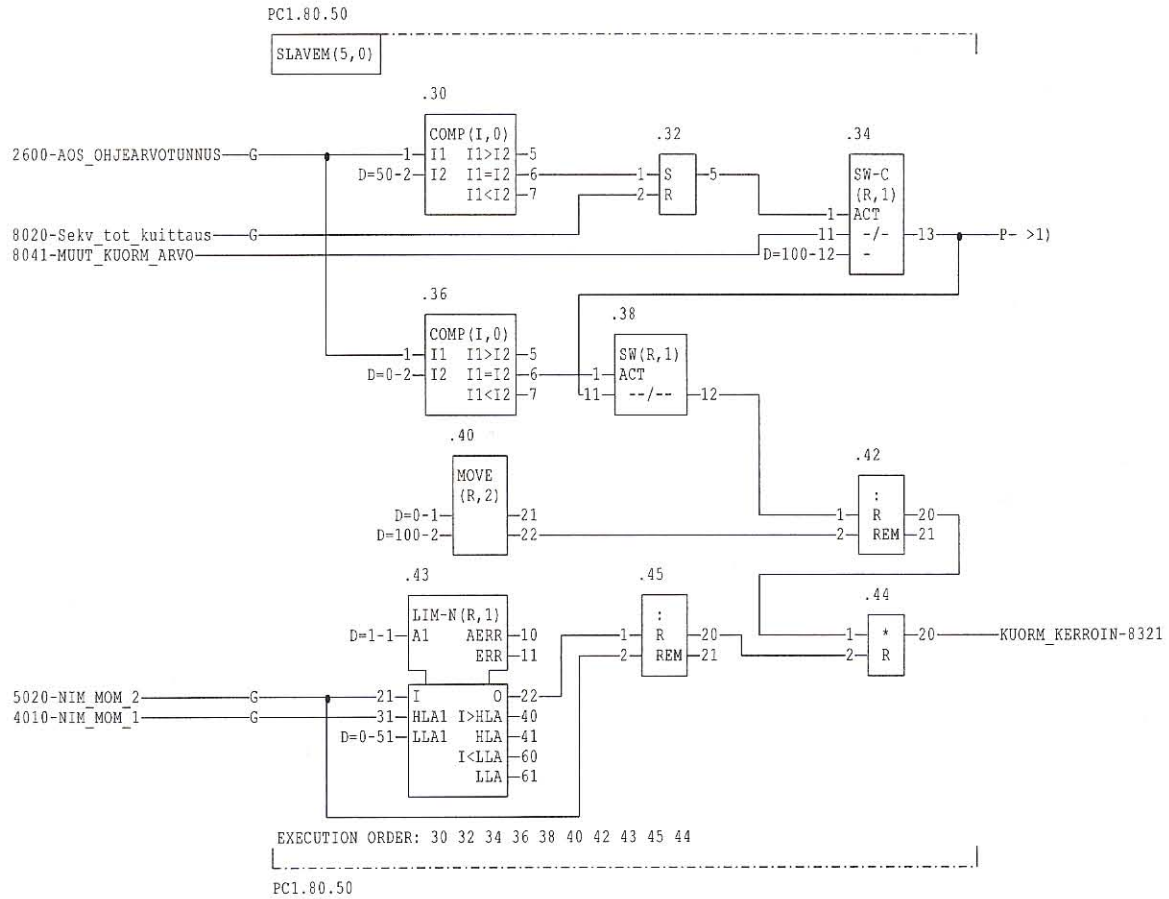 PC1.80.50
SLAVEM(5,0)
.30
COMP(I,0)
2600-AOS_OHJEARVOTUNNUS G 1 I1 I1>I2 5
D=50-2 I2 I1=I2 6
I1<I2 7
.32
1 S 5
2 R
.34
SW-C
(R,1)
1 ACT
11 -/- 13 P- >1)
D=100-12 -
8020-Sekv_tot_kuittaus G
8041-MUUT_KUORM_ARVO
.36
COMP(I,0)
1 I1 I1>I2 5
D=0-2 I2 I1=I2 6
I1<I2 7
.38
SW(R,1)
1 ACT
11 --/-- 12
.40
MOVE
(R,2)
D=0-1 21
D=100-2 22
.42
:
1 R 20
2 REM 21
.43
LIM-N(R,1)
D=1-1 A1 AERR 10
ERR 11
5020-NIM_MOM_2 G 21 I O 22
4010-NIM_MOM_1 G 31 HLA1 I>HLA 40
D=0-51 LLA1 HLA 41
I<LLA 60
LLA 61
.45
:
1 R 20
2 REM 21
.44
1 * 20 KUORM_KERROIN-8321
2 R
EXECUTION ORDER: 30 32 34 36 38 40 42 43 45 44
PC1.80.50